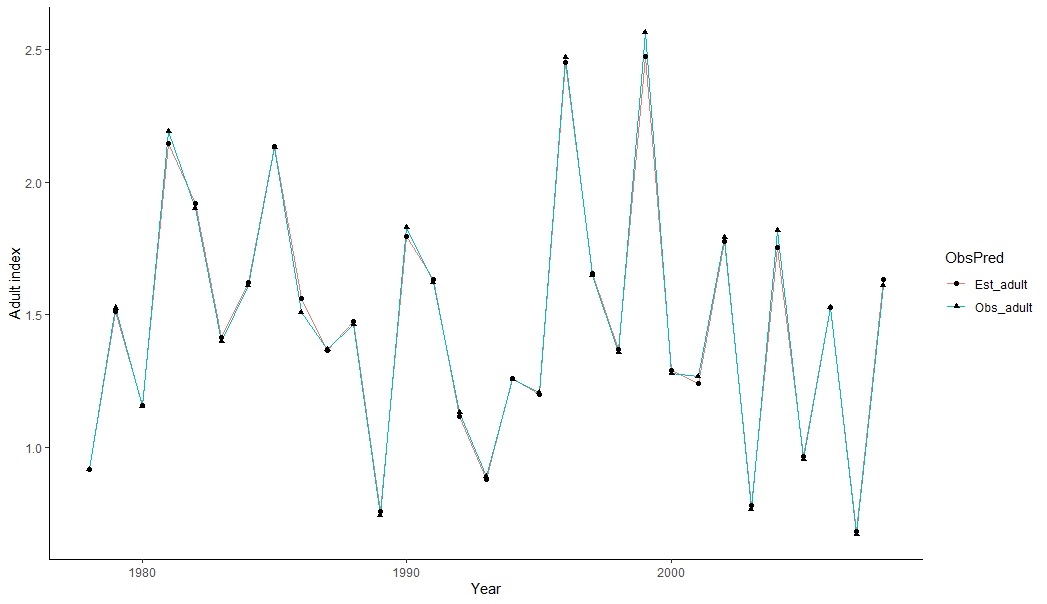 2.5
2.0
1.5
1.0
Adult index
1980
1990
2000
Year
ObsPred
Est_adult
Obs_adult